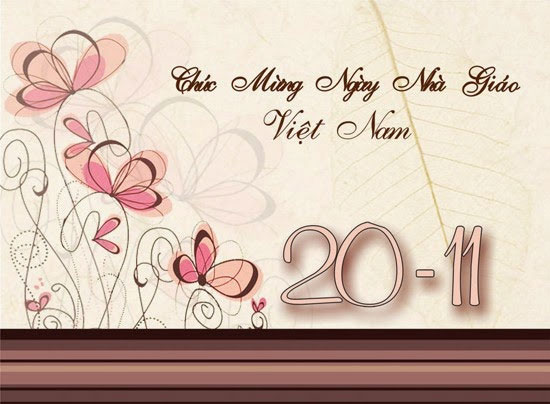 Chúc Mừng Ngày Nhà Giáo
Việt Nam
20-11